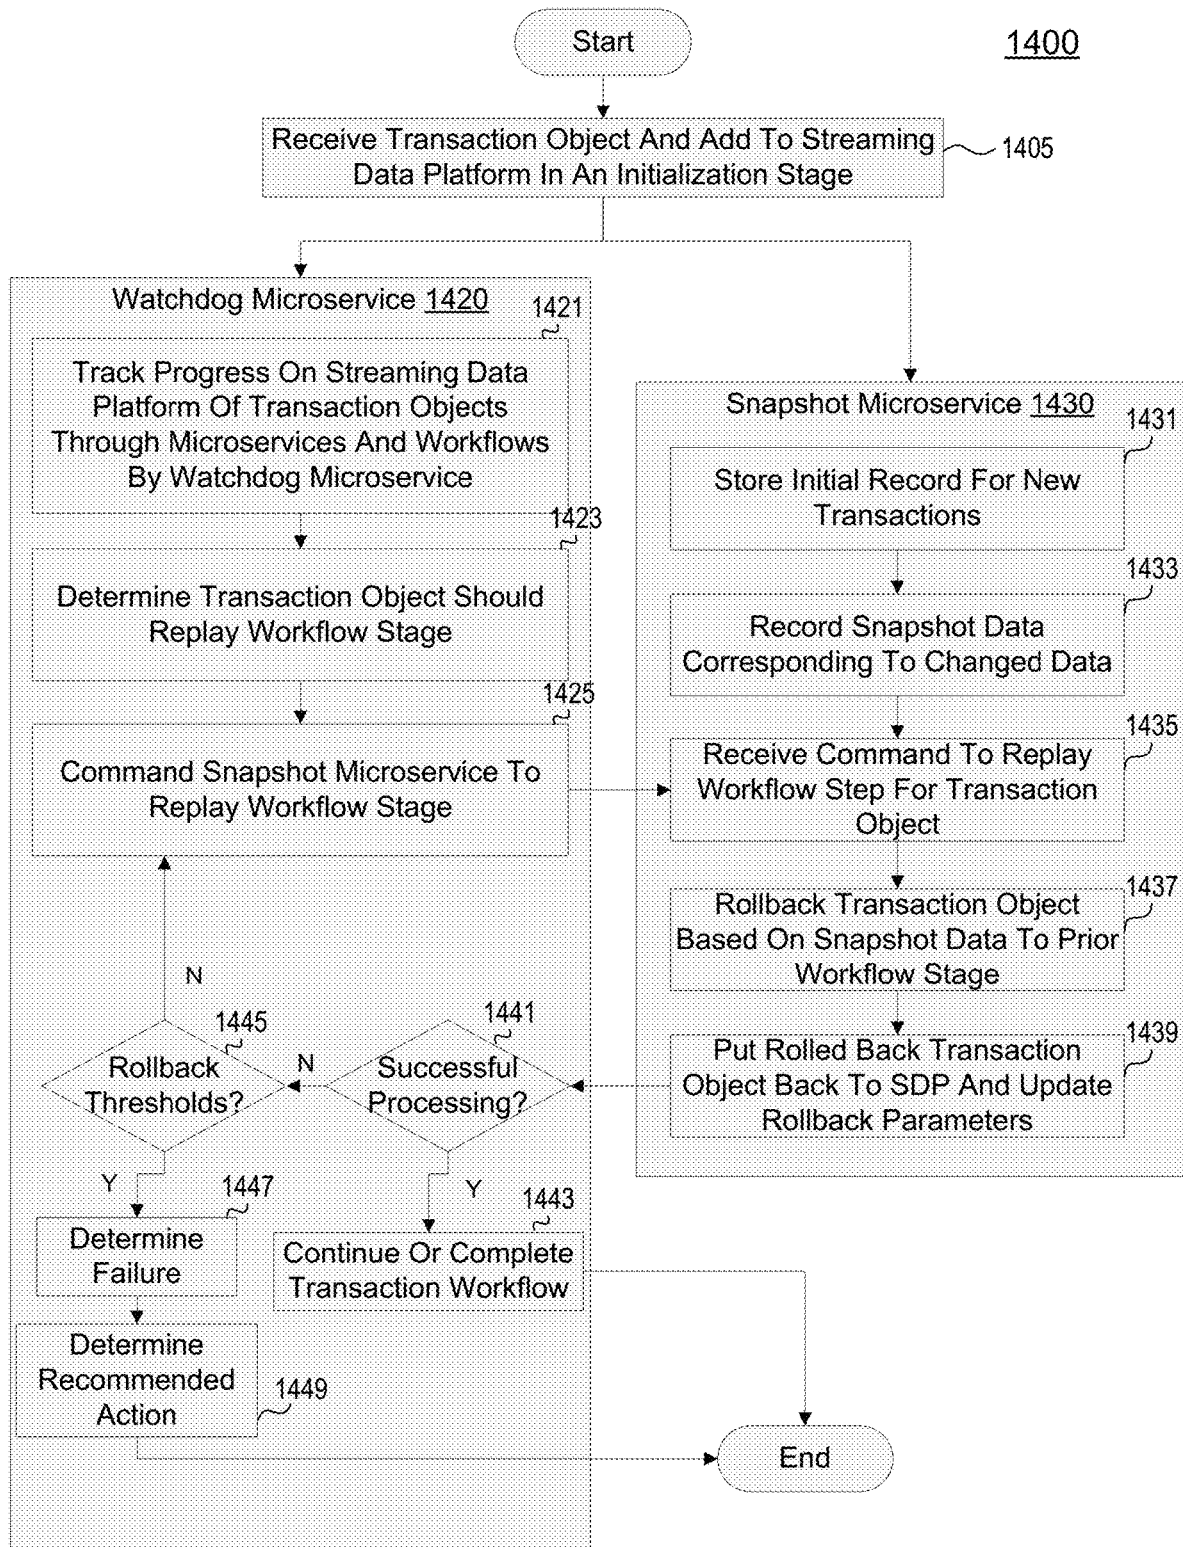 Start
1400
Receive Transaction Object And Add To Streaming
Data Platform In An Initialization Stage
1405
Watchdog Microservice 1420
1421
Track Progress On Streaming Data
Platform Of Transaction Objects
Through Microservices And Workflows
By Watchdog Microservice
1423
Determine Transaction Object Should
Replay Workflow Stage
1425
Command Snapshot Microservice To
Replay Workflow Stage
Snapshot Microservice 1430
1431
Store Initial Record For New
Transactions
1433
Record Snapshot Data
Corresponding To Changed Data
1435
Receive Command To Replay
Workflow Step For Transaction
Object
1437
Rollback Transaction Object
Based On Snapshot Data To Prior
Workflow Stage
1439
Put Rolled Back Transaction
Object Back To SDP And Update
Rollback Parameters
N
1445
Rollback
Thresholds?
N
1441
Successful
Processing?
Y
1447
Determine
Failure
Y
1443
Continue Or Complete
Transaction Workflow
Determine
Recommended
Action
1449
End